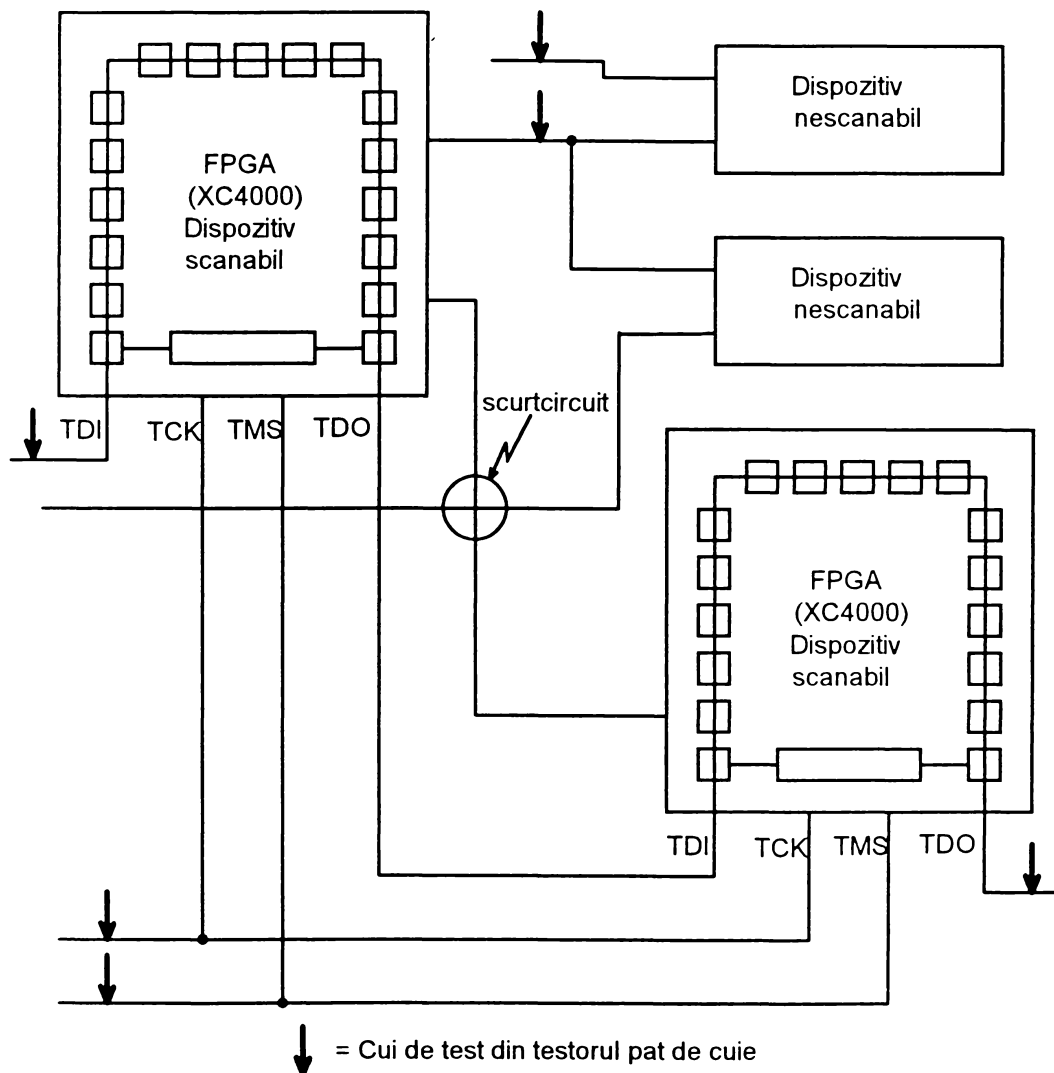 Dispozitiv
nescanabil
FPGA
(XC4000)
Dispozitiv
scanabil
Dispozitiv
nescanabil
scurtcircuit
TDI
TCK
TMS
TDO
FPGA
(XC4000)
Dispozitiv
scanabil
TDI
TCK
TMS
TDO
= Cui de test din testorul pat de cuie